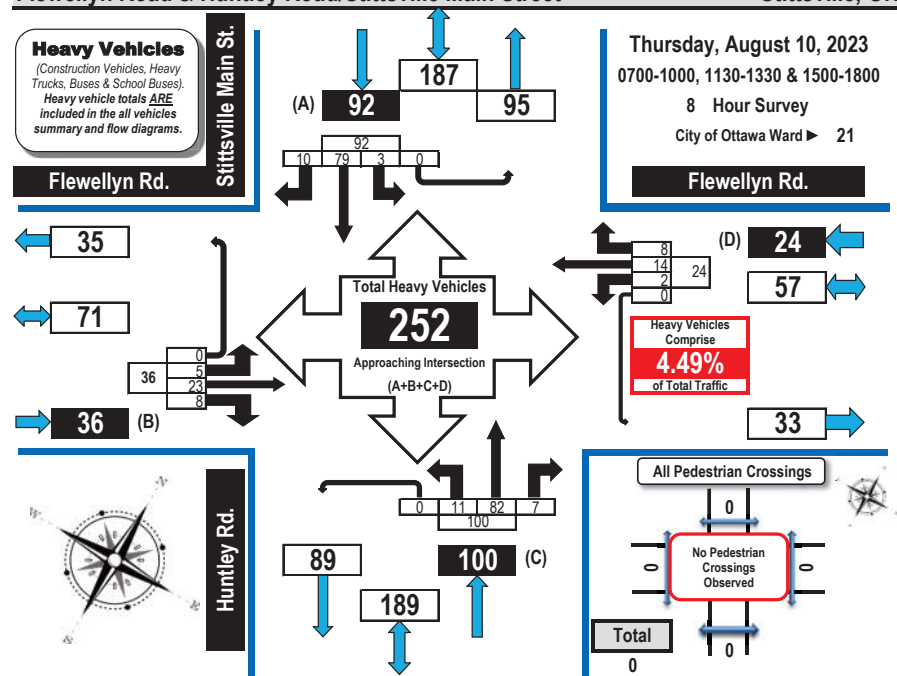 Heavy Vehicles
(Construction Vehicles, Heavy
Trucks, Buses & School Buses).
Heavy vehicle totals ARE
included in the all vehicles
summary and flow diagrams.
Stittsville Main St.
Flewellyn Rd.
187
(A)
92
95
92
10 79 3 0
Thursday, August 10, 2023
0700-1000, 1130-1330 & 1500-1800
8 Hour Survey
City of Ottawa Ward ► 21
Flewellyn Rd.
35
71
36
0
5
23
8
36
(B)
Total Heavy Vehicles
252
Approaching Intersection
(A+B+C+D)
8
14
2
0
24
(D)
24
57
Heavy Vehicles
Comprise
4.49%
of Total Traffic
33
N
W
E
S
Huntley Rd.
0 11 82 7
100
89
100
(C)
189
All Pedestrian Crossings
0
0
No Pedestrian
Crossings
Observed
0
0
Total
0